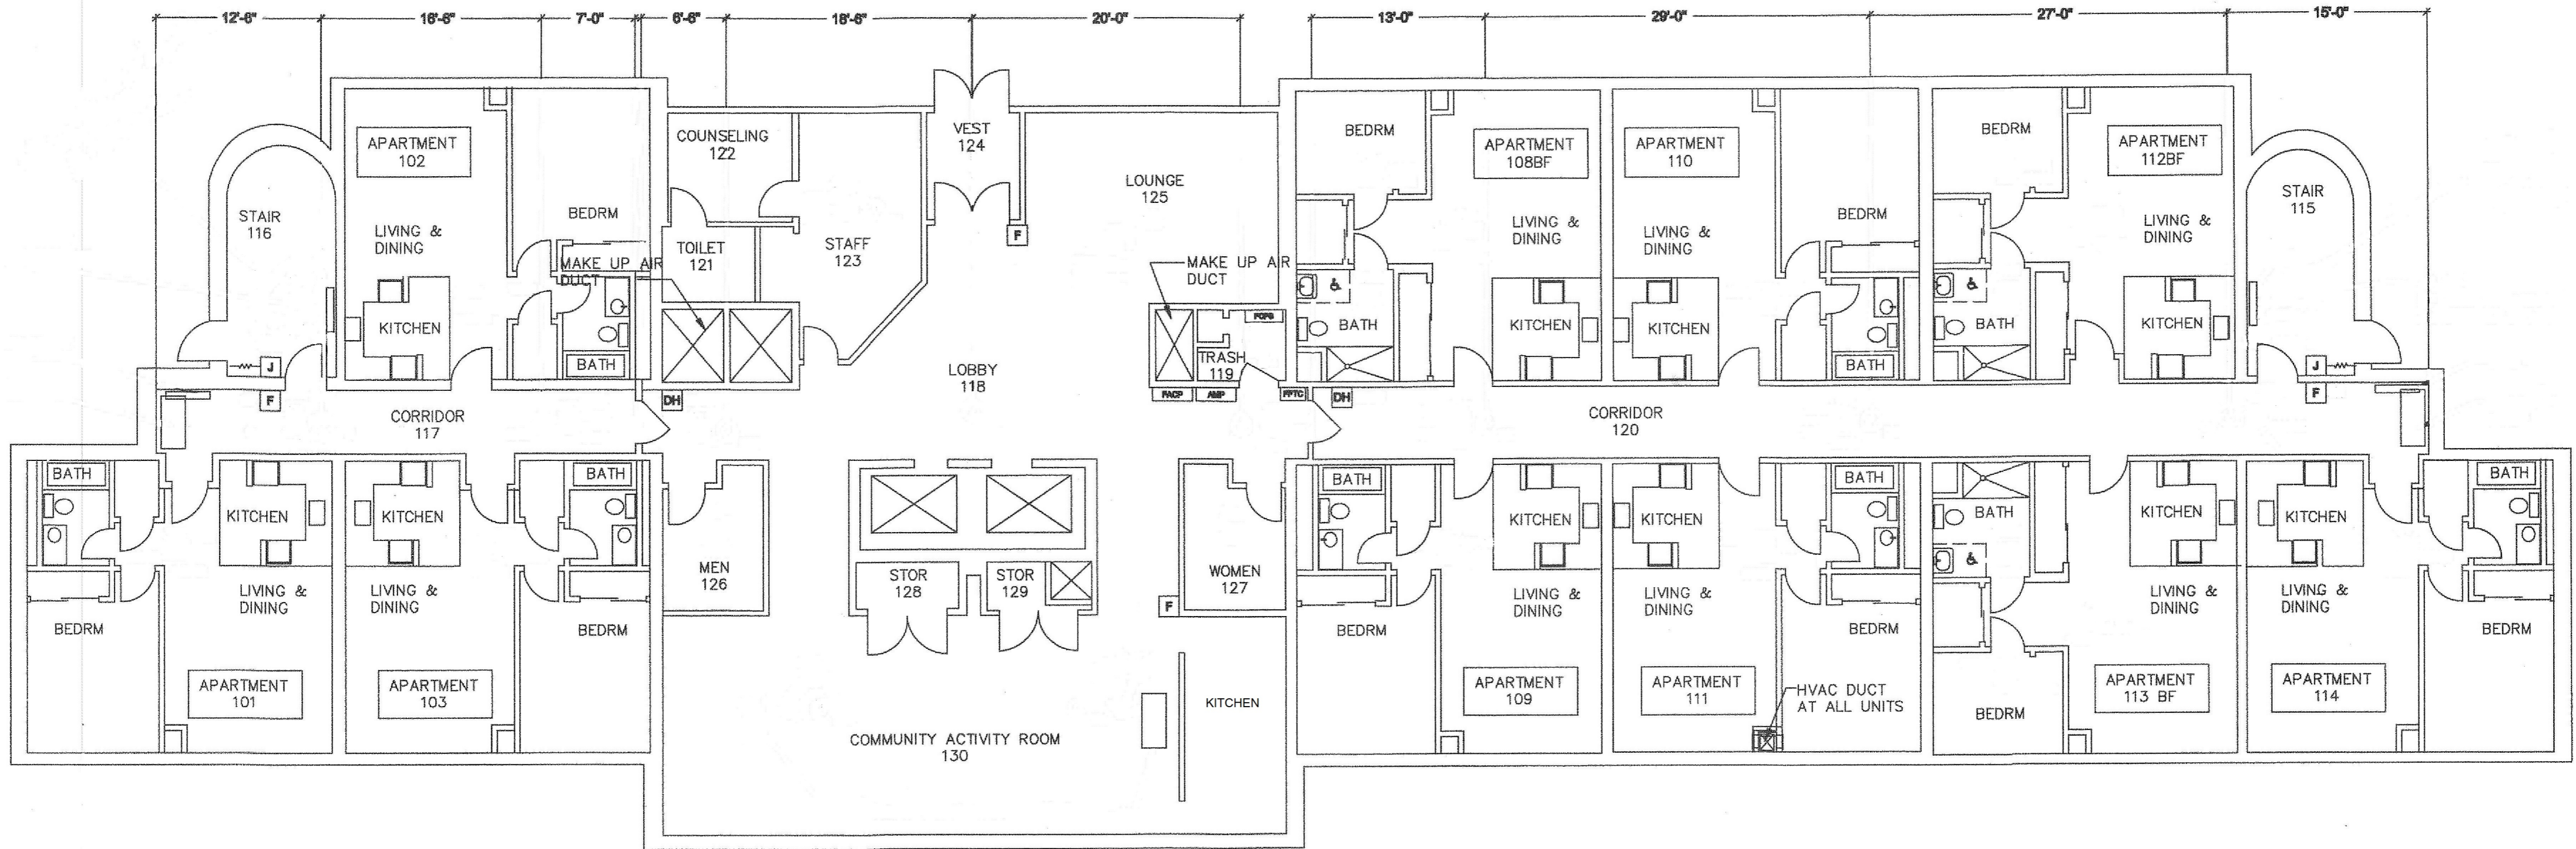 12'-6"
16'-6"
7'-0"
6'-6"
18'-6"
20'-0"
13'-0"
29'-0"
27'-0"
15'-0"
APARTMENT
102
COUNSELING
122
VEST
124
LOUNGE
125
BEDRM
APARTMENT
108BF
APARTMENT
110
BEDRM
APARTMENT
112BF
STAIR
116
LIVING &
DINING
BEDRM
TOILET
121
STAFF
123
F
MAKE UP AIR
DUCT
MAKE UP AIR
DUCT
LIVING &
DINING
LIVING &
DINING
BEDRM
LIVING &
DINING
STAIR
115
KITCHEN
BATH
LOBBY
118
TRASH
119
BATH
KITCHEN
KITCHEN
BATH
BATH
KITCHEN
J
F
J
F
CORRIDOR
117
DH
FACP
AMP
FPTC
DH
CORRIDOR
120
BATH
KITCHEN
KITCHEN
BATH
BATH
KITCHEN
KITCHEN
BATH
BATH
KITCHEN
KITCHEN
BATH
LIVING &
DINING
LIVING &
DINING
MEN
126
STOR
128
STOR
129
F
WOMEN
127
LIVING &
DINING
LIVING &
DINING
LIVING &
DINING
LIVING &
DINING
BEDRM
BEDRM
BEDRM
BEDRM
BEDRM
BEDRM
APARTMENT
101
APARTMENT
103
COMMUNITY ACTIVITY ROOM
130
KITCHEN
APARTMENT
109
APARTMENT
111
HVAC DUCT
AT ALL UNITS
APARTMENT
113 BF
APARTMENT
114